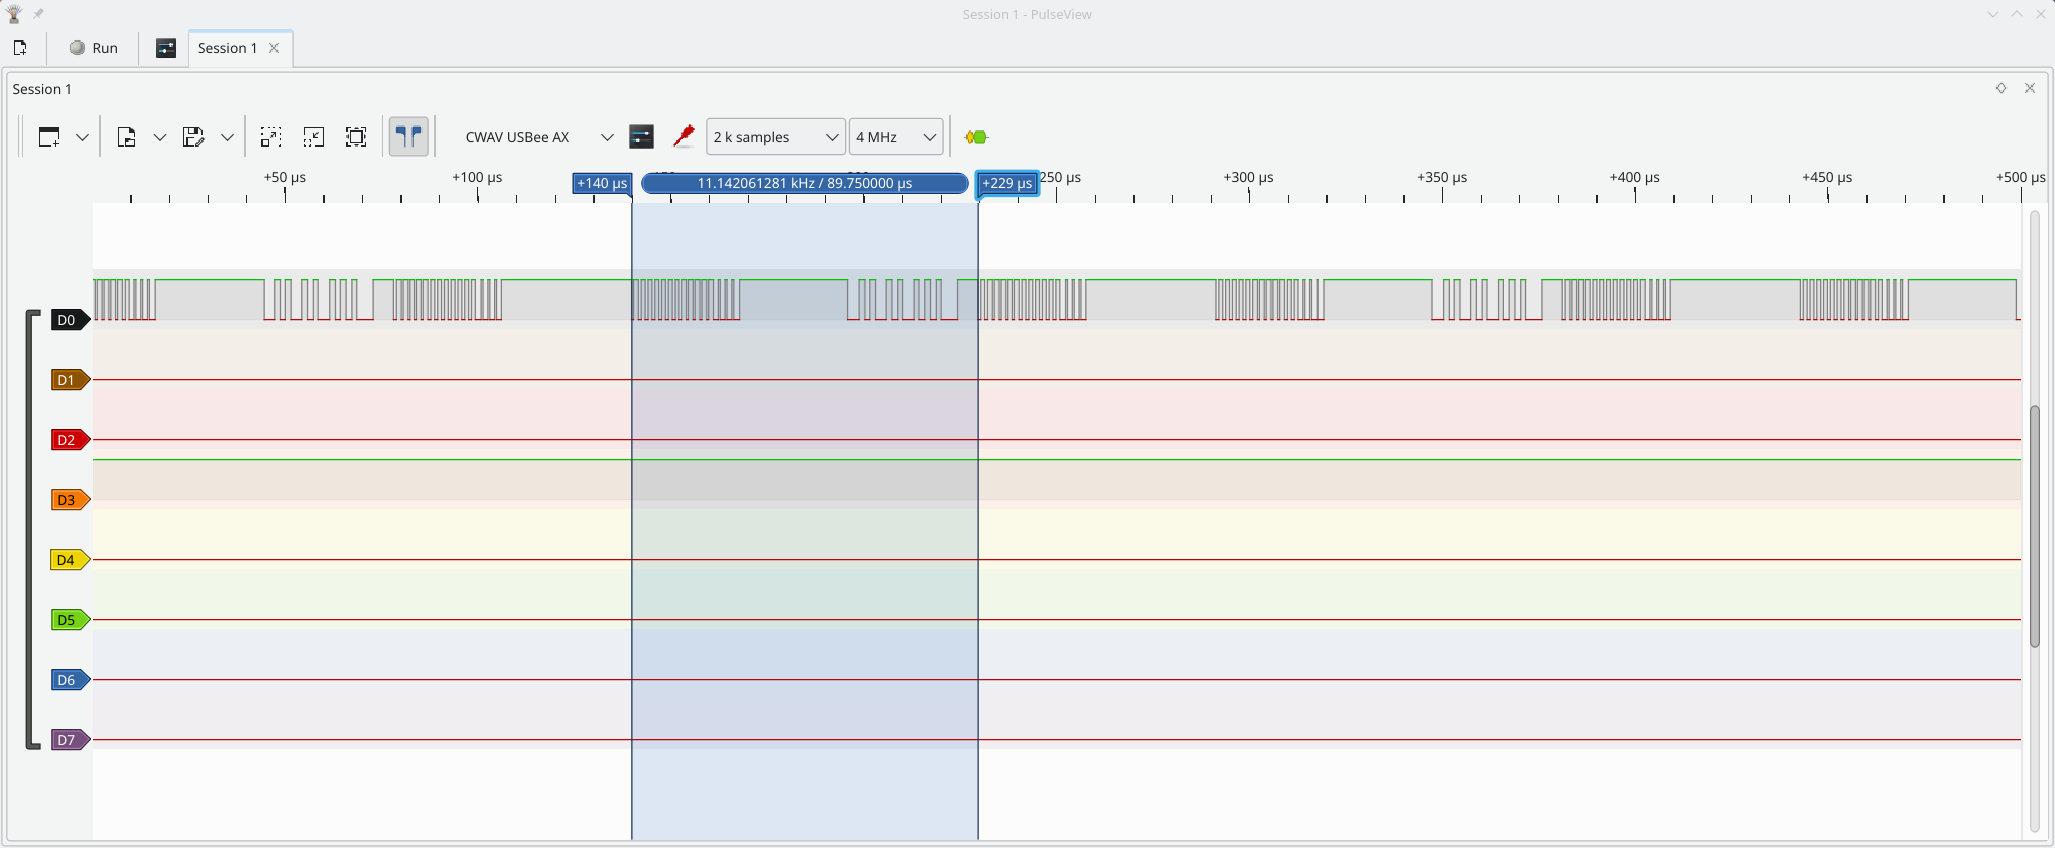 Session 1 - PulseView
Run
Session 1
Session 1
CWAV USBee AX
2 k samples
4 MHz
+50 µs
+100 µs
+140 µs
11.142061281 kHz / 89.750000 µs
+229 µs
250 µs
+300 µs
+350 µs
+400 µs
+450 µs
+500 µs
D0
D1
D2
D3
D4
D5
D6
D7